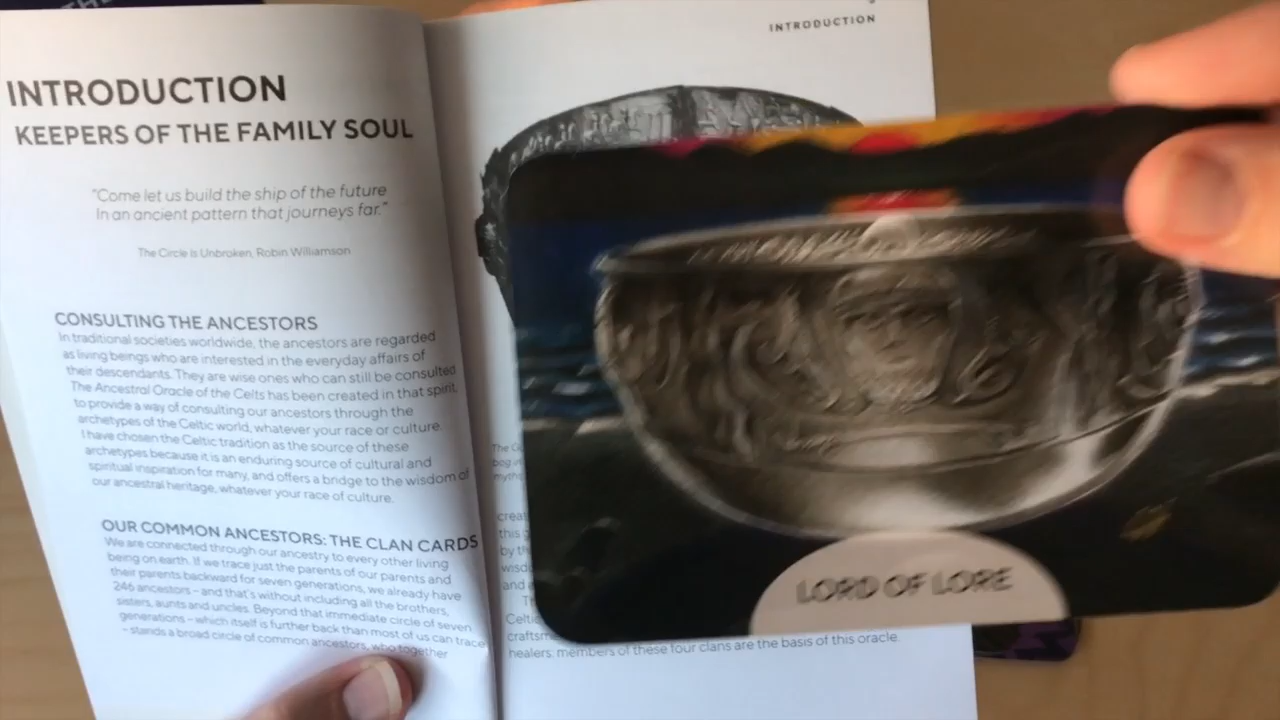 INTRODUCTION
KEEPERS OF THE FAMILY SOUL
“Come let us build the ship of the future
In an ancient pattern that journeys far.”
The Circle is Unbroken, Robin Williamson
CONSULTING THE ANCESTORS
In traditional societies worldwide, the ancestors are regarded
as living beings who are interested in the everyday affairs of
their descendants. They are wise ones who can still be consulted
The Ancestral Oracle of the Celts has been created in that spirit,
to provide a way of consulting our ancestors through the
archetypes of the Celtic world, whatever your race or culture.
I have chosen the Celtic tradition as the source of these
archetypes because it is an enduring source of cultural and
spiritual inspiration for many, and offers a bridge to the wisdom of
our ancestral heritage, whatever your race of culture.
OUR COMMON ANCESTORS: THE CLAN CARDS
We are connected through our ancestry to every other living
being on earth. If we trace just the parents of our parents and
their parents backward for seven generations, we already have
246 ancestors – and that's without including all the brothers,
sisters, aunts and uncles. Beyond that immediate circle of seven
generations – which itself is further back than most of us can trace
– stands a broad circle of common ancestors, who together
INTRODUCTION
The
bog
creat
this g
by th
wisd
and
Th
Celti
craftsme
healers: members of these four clans are the basis of this oracle.
LORD OF LORE